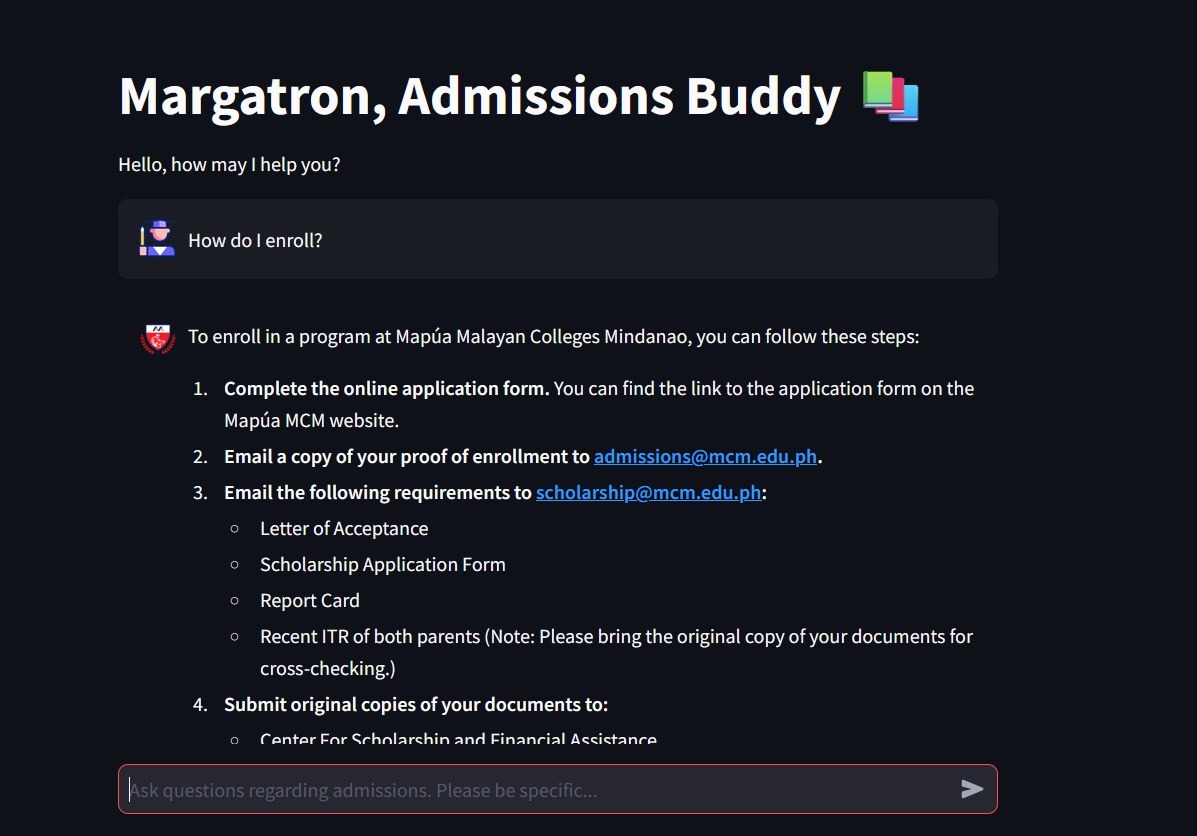 Margatron, Admissions Buddy
Hello, how may I help you?
How do I enroll?
To enroll in a program at Mapúa Malayan Colleges Mindanao, you can follow these steps:
1. Complete the online application form. You can find the link to the application form on the
Mapúa MCM website.
2. Email a copy of your proof of enrollment to admissions@mcm.edu.ph.
3. Email the following requirements to scholarship@mcm.edu.ph:
Letter of Acceptance
Scholarship Application Form
Report Card
Recent ITR of both parents (Note: Please bring the original copy of your documents for
cross-checking.)
4. Submit original copies of your documents to:
Center For Scholarship and Financial Assistance
Ask questions regarding admissions. Please be specific...